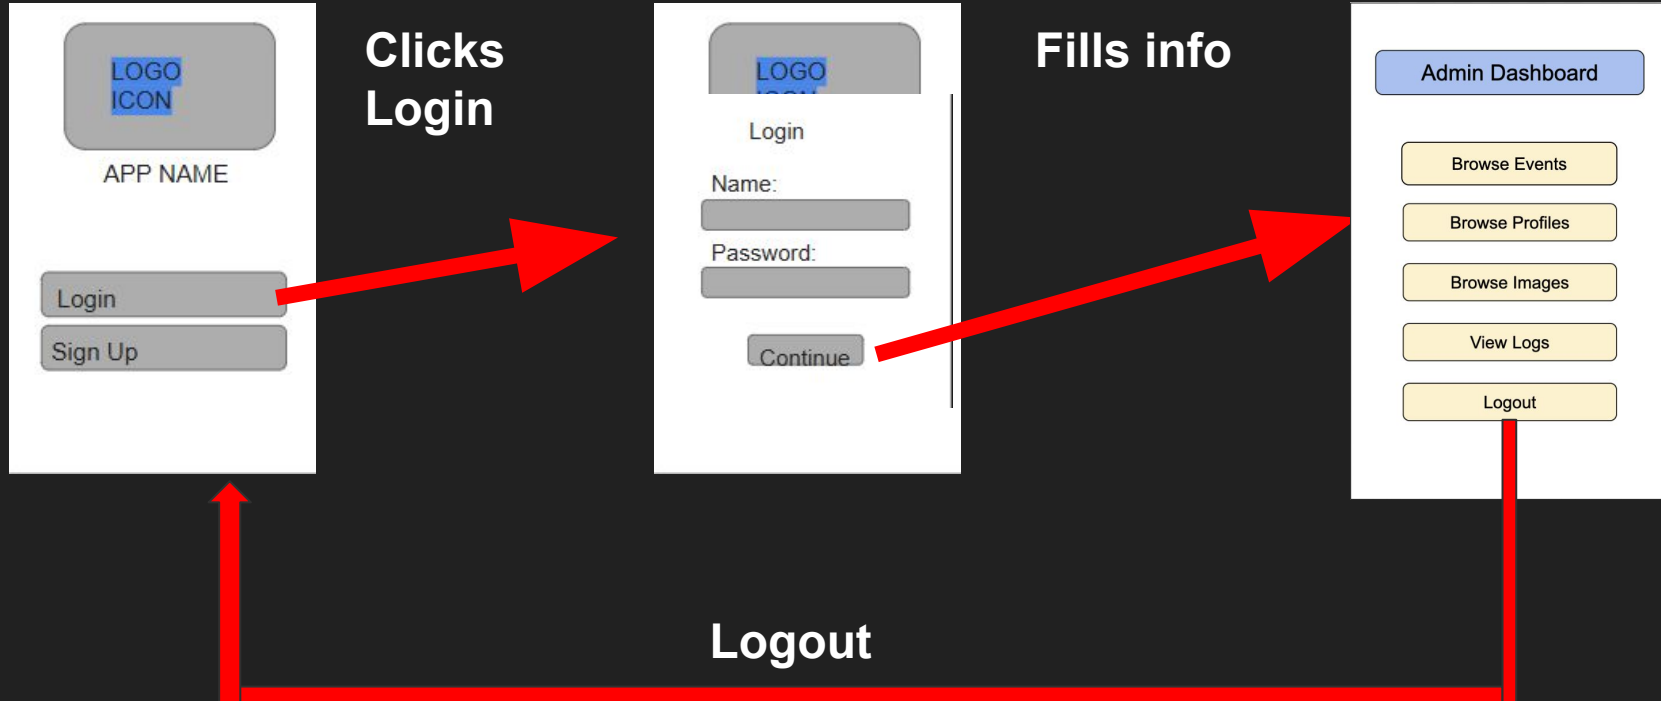 LOGO
ICON
APP NAME
Login
Sign Up
Clicks
Login
LOGO
ICON
Login
Name:
Password:
Continue
Fills info
Admin Dashboard
Browse Events
Browse Profiles
Browse Images
View Logs
Logout
Logout